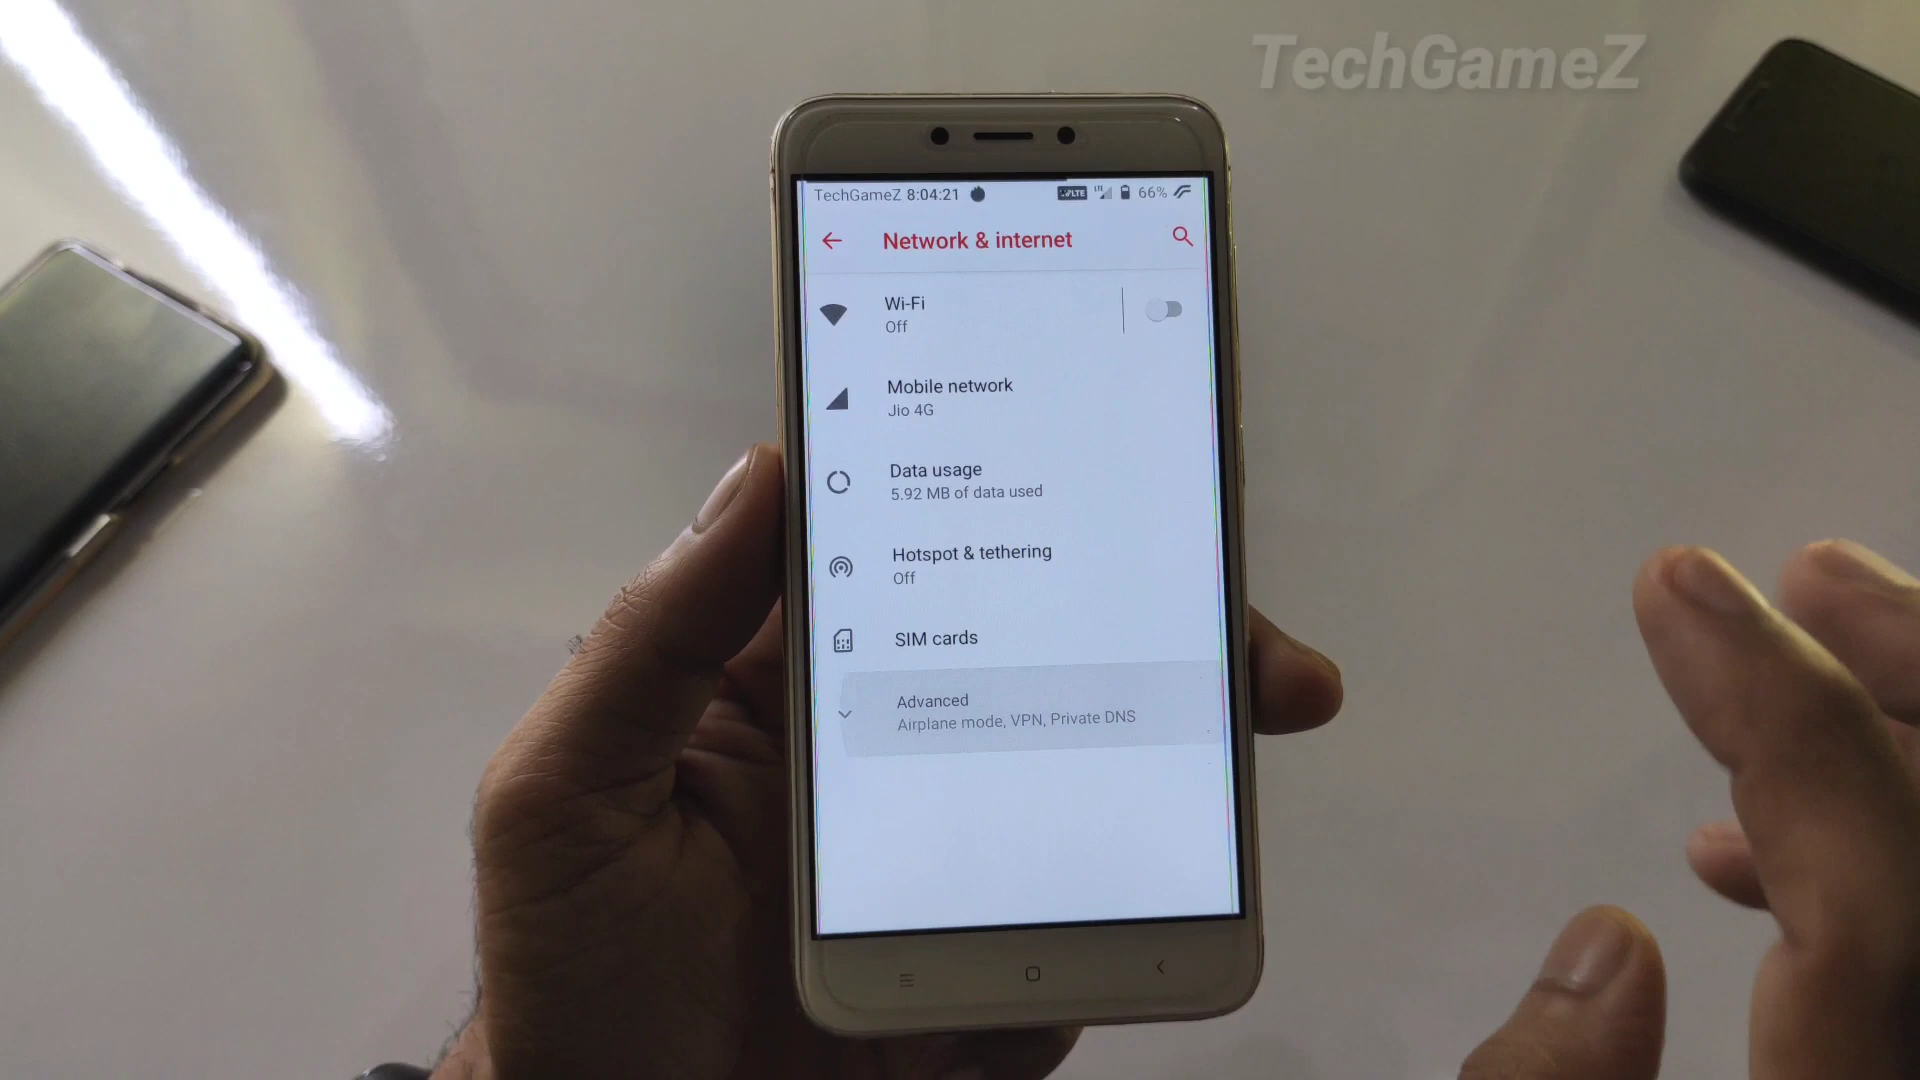 TechGameZ
TechGameZ 8:04:21 LTE 66%
Network & internet
Wi-Fi
Off
Mobile network
Jio 4G
Data usage
5.92 MB of data used
Hotspot & tethering
Off
SIM cards
Advanced
Airplane mode, VPN, Private DNS